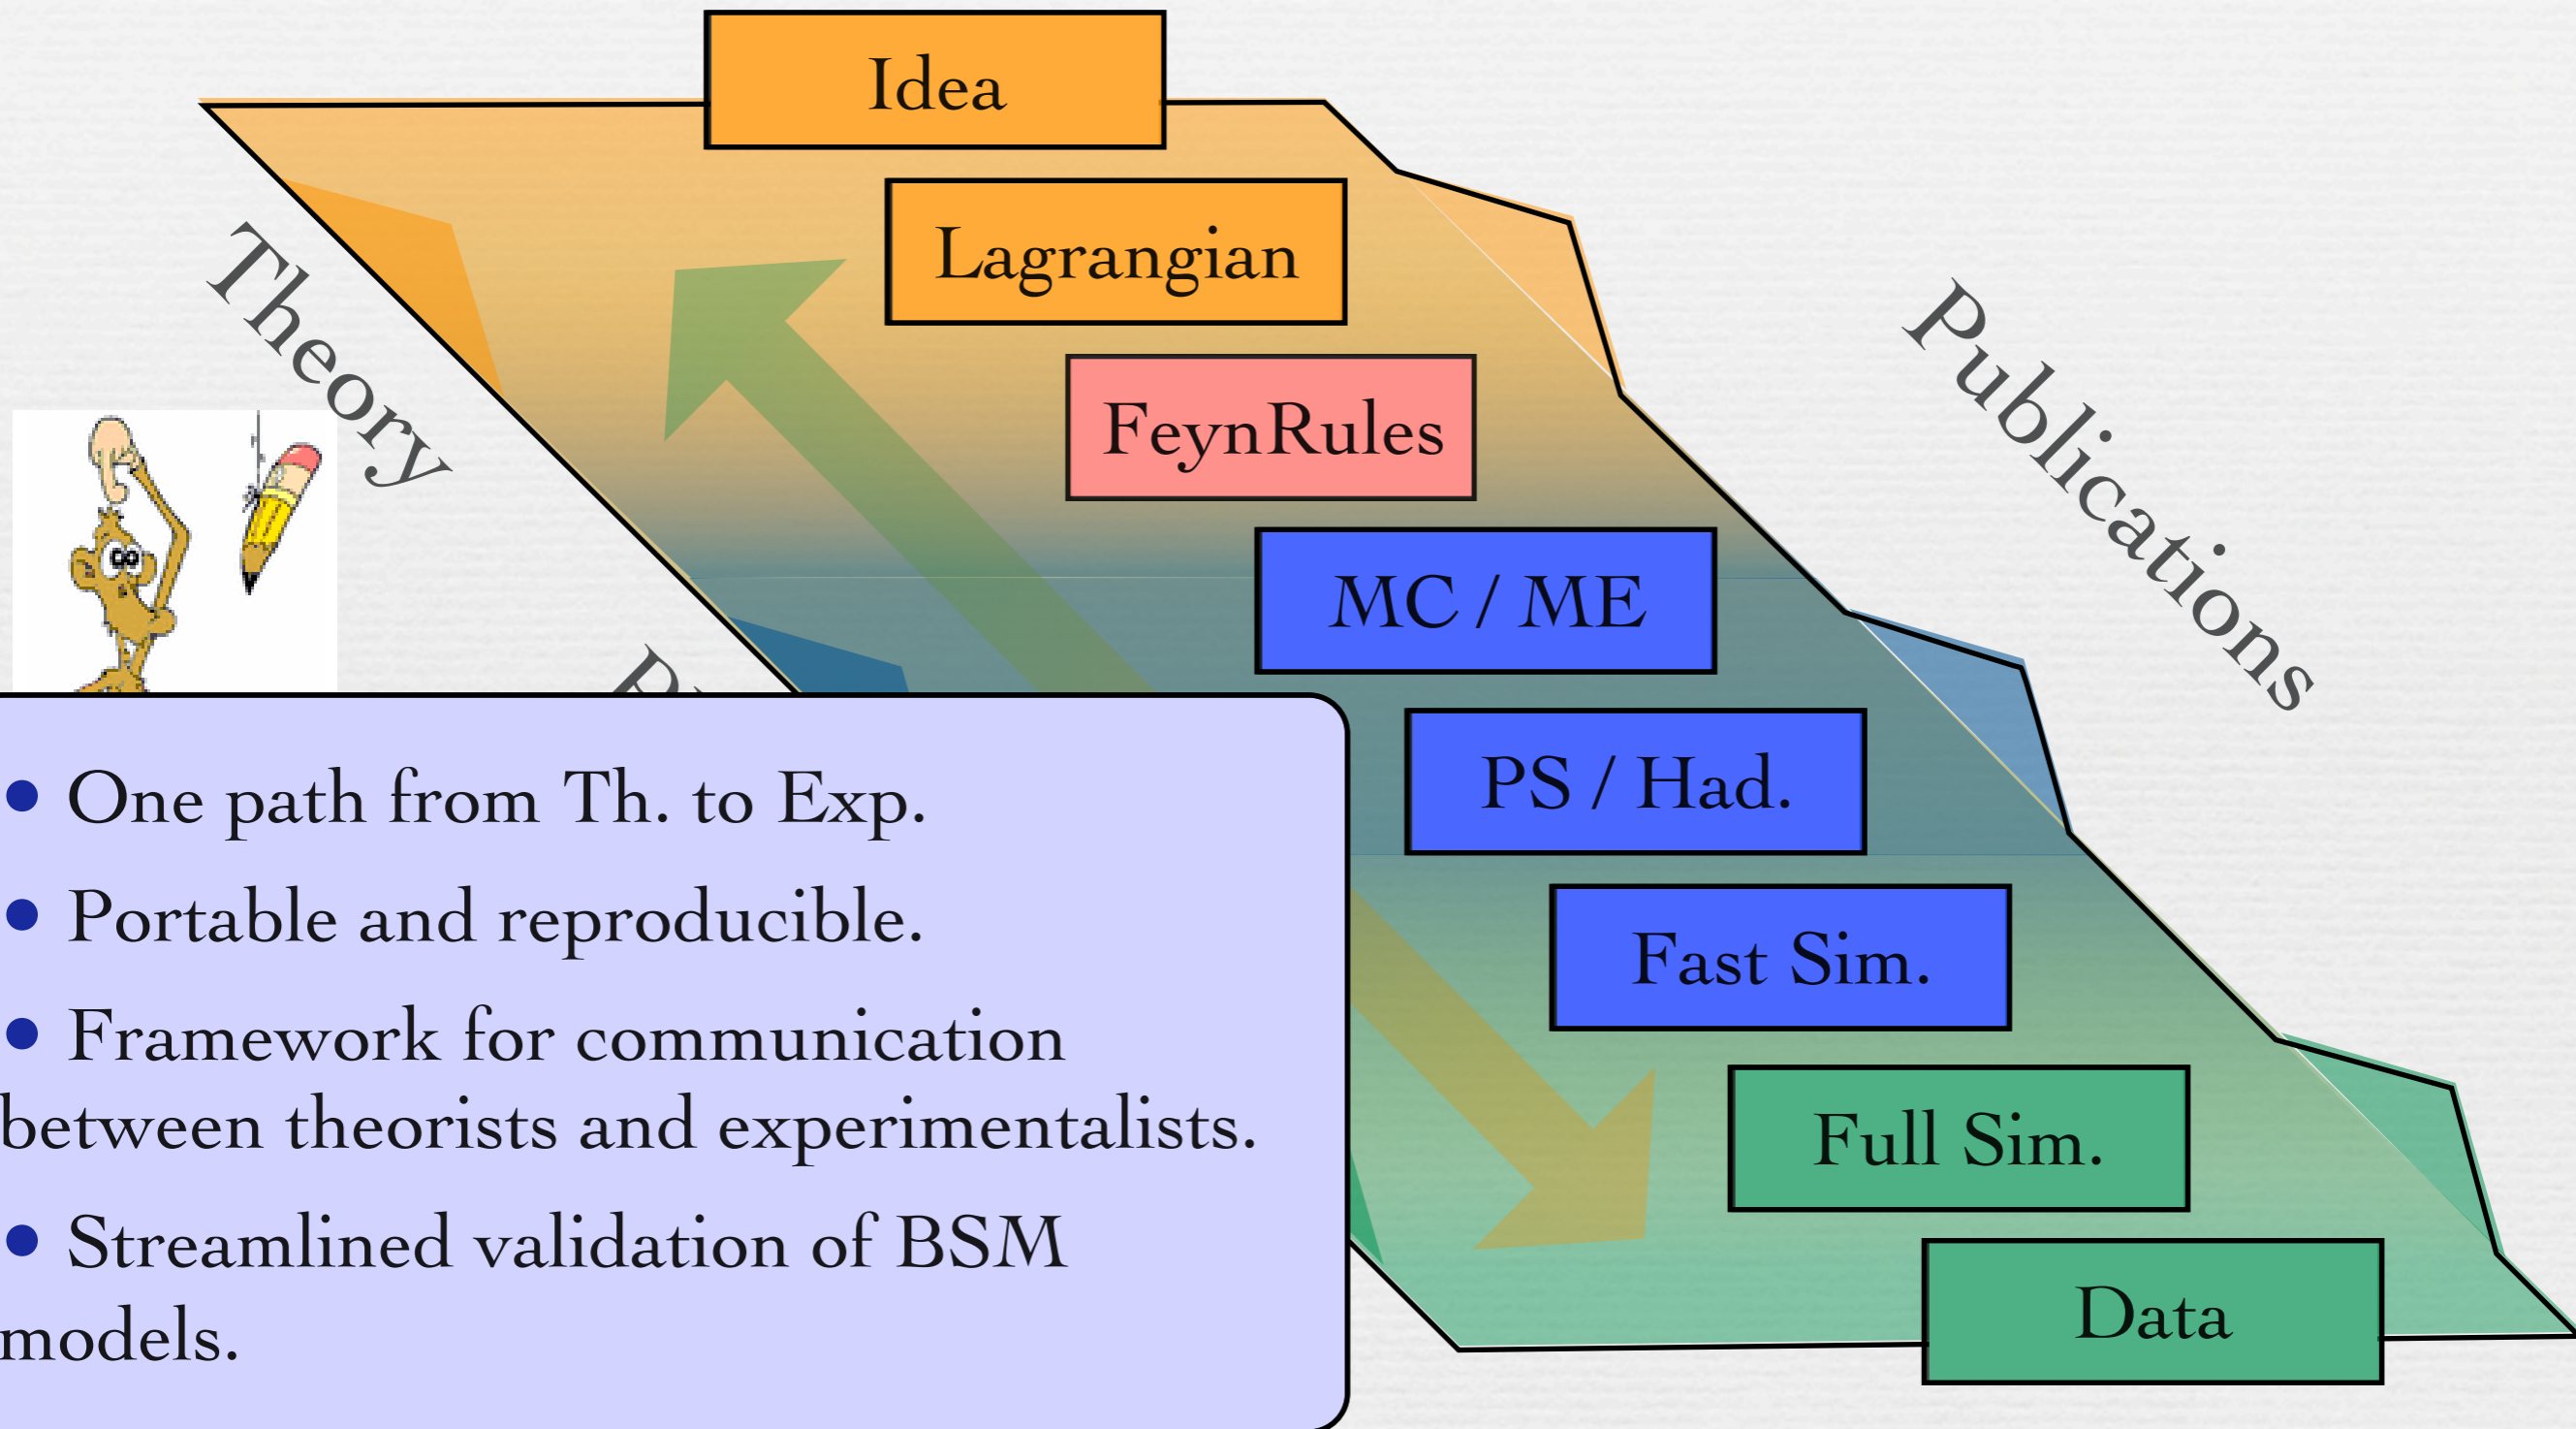 Idea
Lagrangian
FeynRules
MC / ME
PS / Had.
Fast Sim.
Full Sim.
Data
Theory
Publications
• One path from Th. to Exp.
• Portable and reproducible.
• Framework for communication
between theorists and experimentalists.
• Streamlined validation of BSM
models.